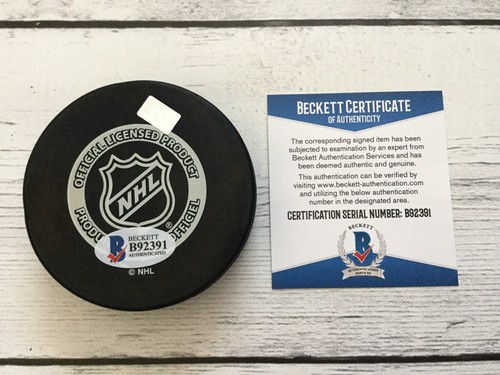 OFFICIAL LICENSED PRODUCT
NHL
®
BECKETT
B
B92391
AUTHENTICATED
© NHL
BECKETT CERTIFICATE
OF AUTHENTICITY
The corresponding signed item has been
subjected to examination by an expert from
Beckett Authentication Services and has
been deemed authentic and genuine.
This authentication can be verified by
visiting www.beckett-authentication.com
and utilizing the below authentication
number in the designated area.
CERTIFICATION SERIAL NUMBER: B92391
BECKETT
B
AUTHENTICATION
SERVICES